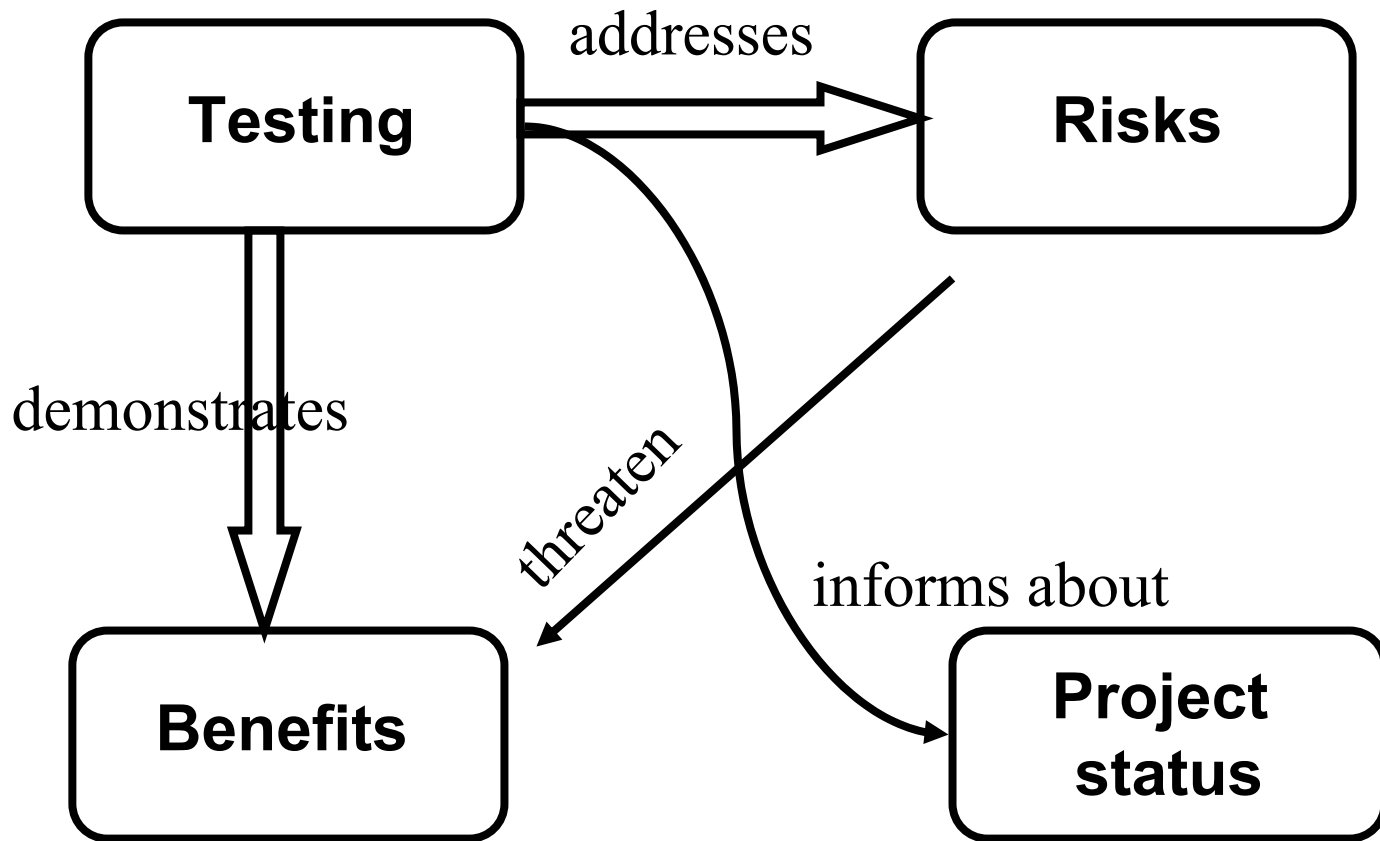 addresses
Testing
Risks
demonstrates
threaten
informs about
Benefits
Project
status